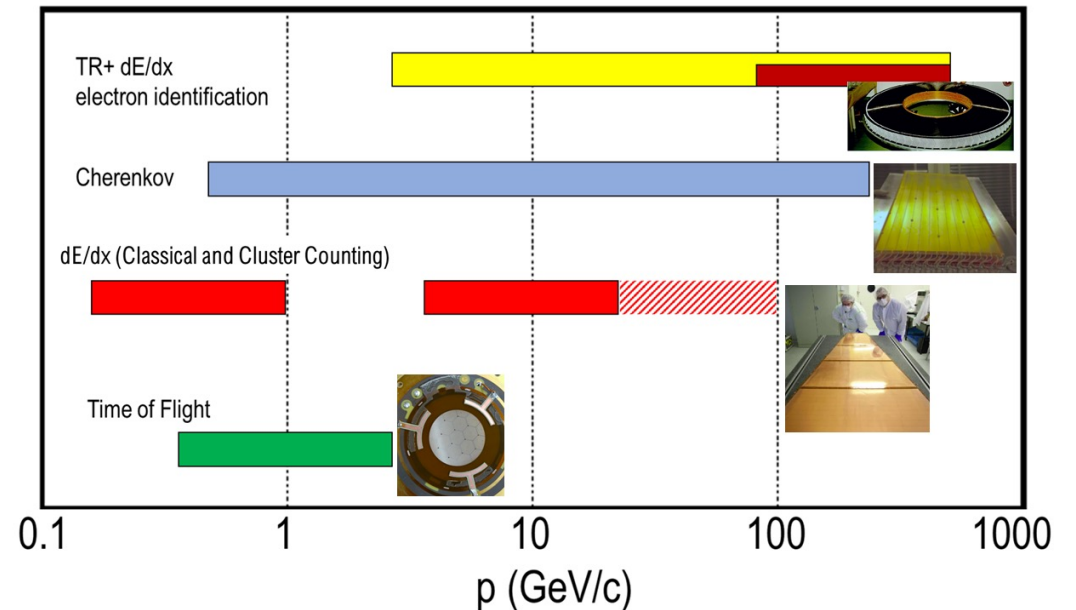 TR+ dE/dx
electron identification
Cherenkov
dE/dx (Classical and Cluster Counting)
Time of Flight
0.1 1 10 100 1000
p (GeV/c)